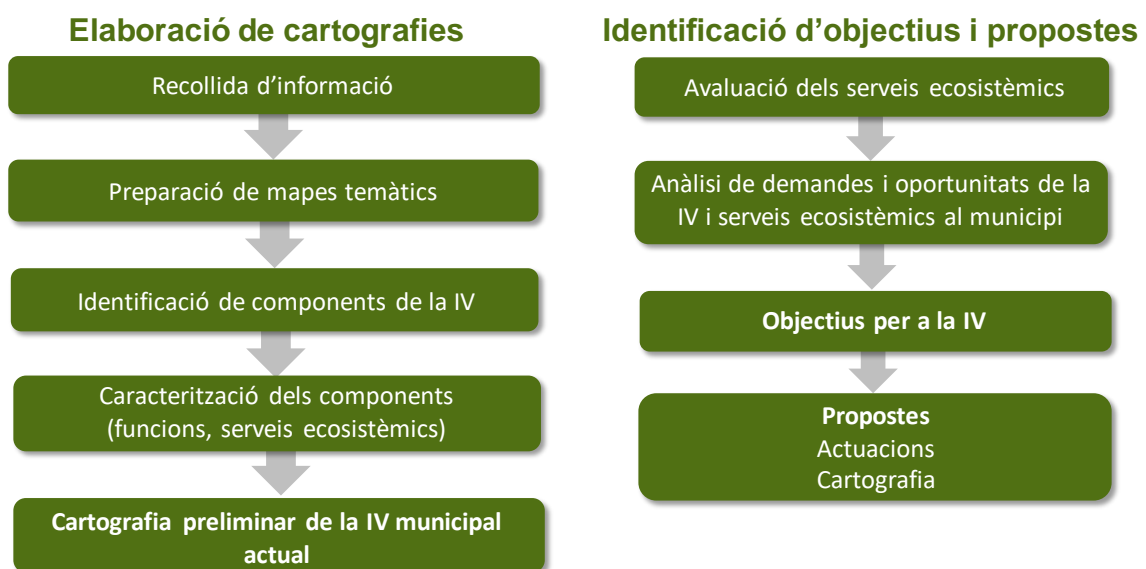 Elaboració de cartografies
Recollida d'informació
Preparació de mapes temàtics
Identificació de components de la IV
Caracterització dels components
(funcions, serveis ecosistèmics)
Cartografia preliminar de la IV municipal
actual
Identificació d'objectius i propostes
Avaluació dels serveis ecosistèmics
Anàlisi de demandes i oportunitats de la
IV i serveis ecosistèmics al municipi
Objectius per a la IV
Propostes
Actuacions
Cartografia